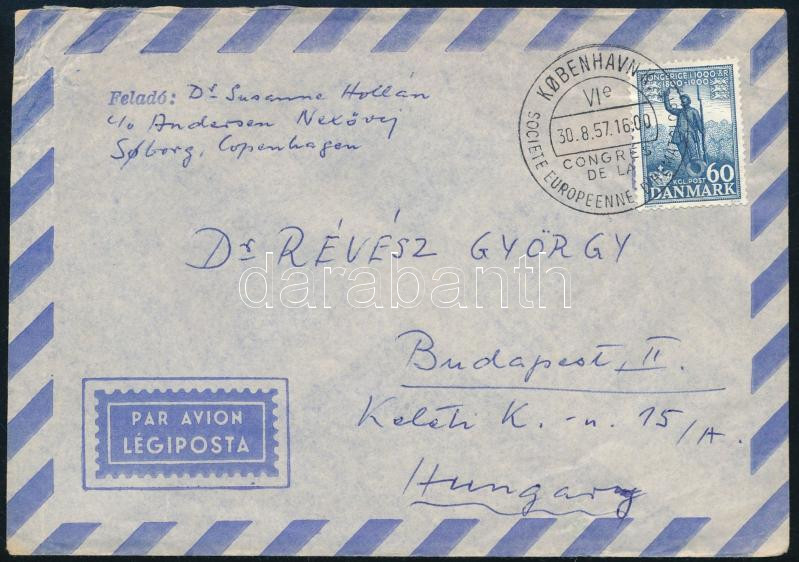 Feladó: Dr Susanne Hollán
c/o Andersen Nexövej
Søborg, Copenhagen
KØBENHAVN
VIe
30.8.57.16:00
CONGRES
DE LA
SOCIETE EUROPEENNE
KONGERIGE I 1000 ÅR
KGL. POST 60
DANMARK
Dr RÉVÉSZ GYÖRGY
darabanth
Budapest, II.
Keleti K. -u. 15/A.
Hungary
PAR AVION
LÉGIPOSTA